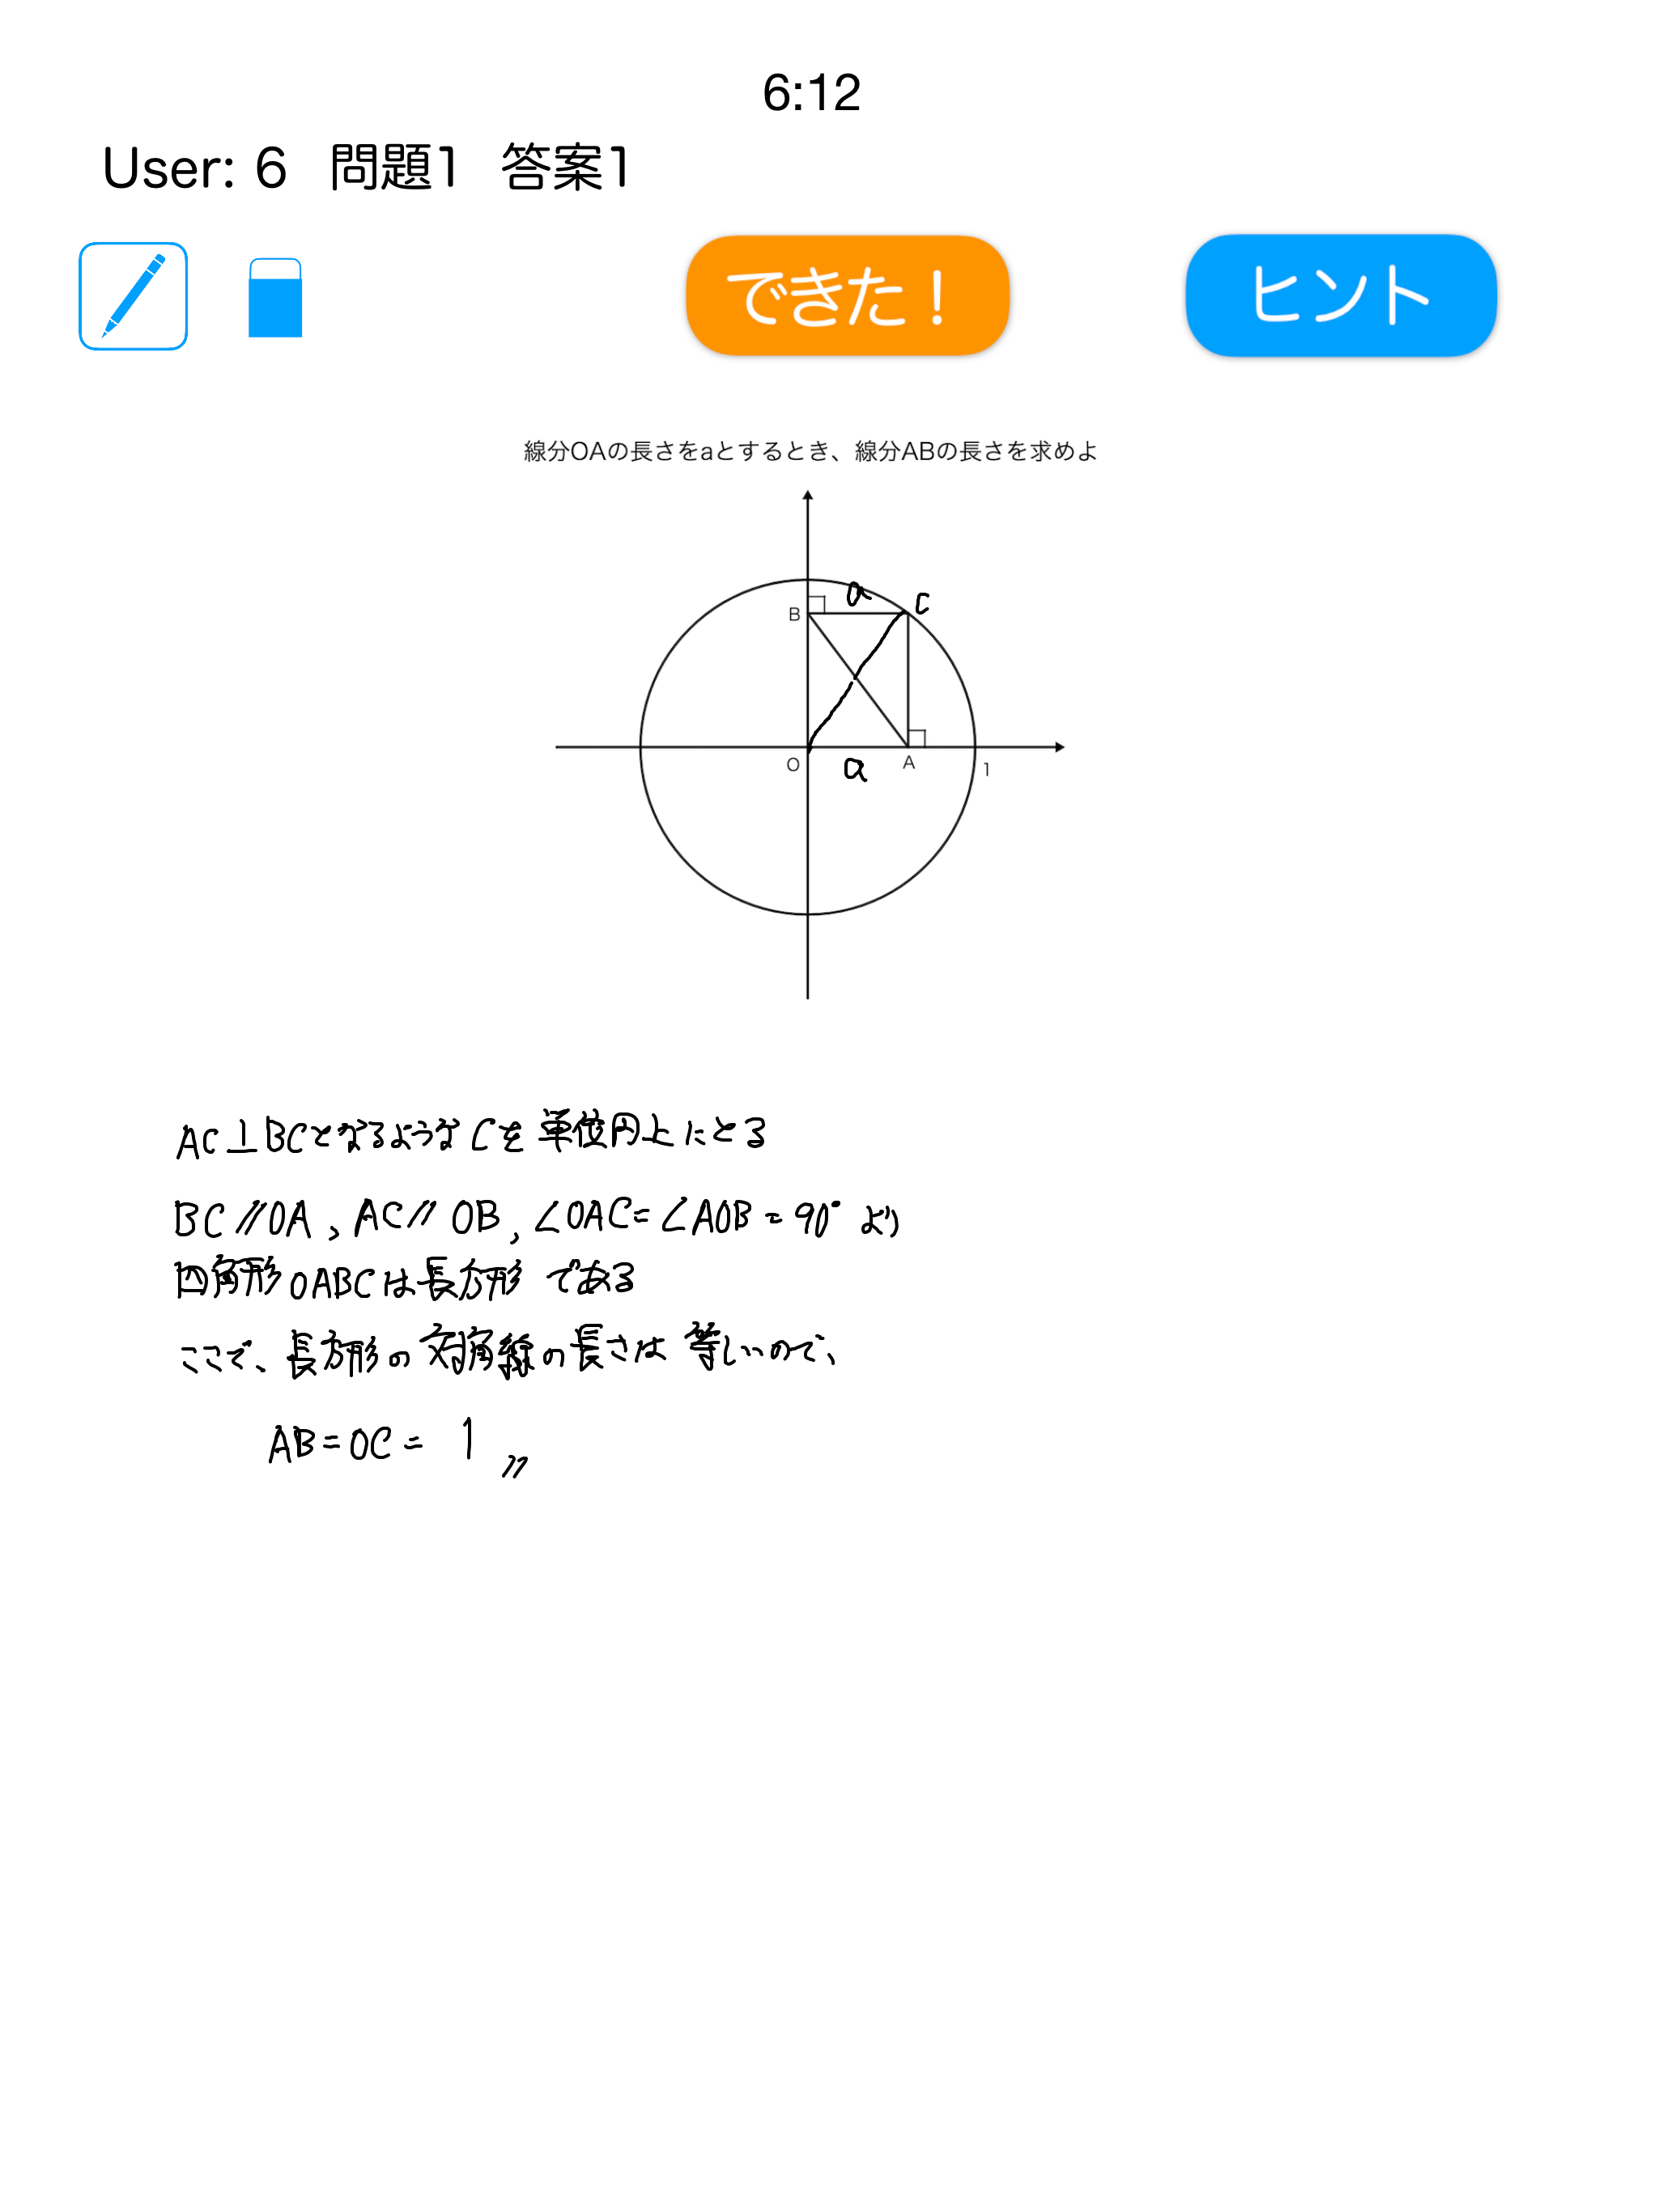 6:12
User: 6 問題1 答案1
できた！
ヒント
線分OAの長さをaとするとき、線分ABの長さを求めよ
a
B
C
O
a
A
1
AC⊥BCとなるようなCを単位円上にとる
BC//OA、AC//OB,∠OAC=∠AOB=90°より
四角形OABCは長方形である
ここで、長方形の対角線の長さは等しいので、
AB=OC= 1 〃